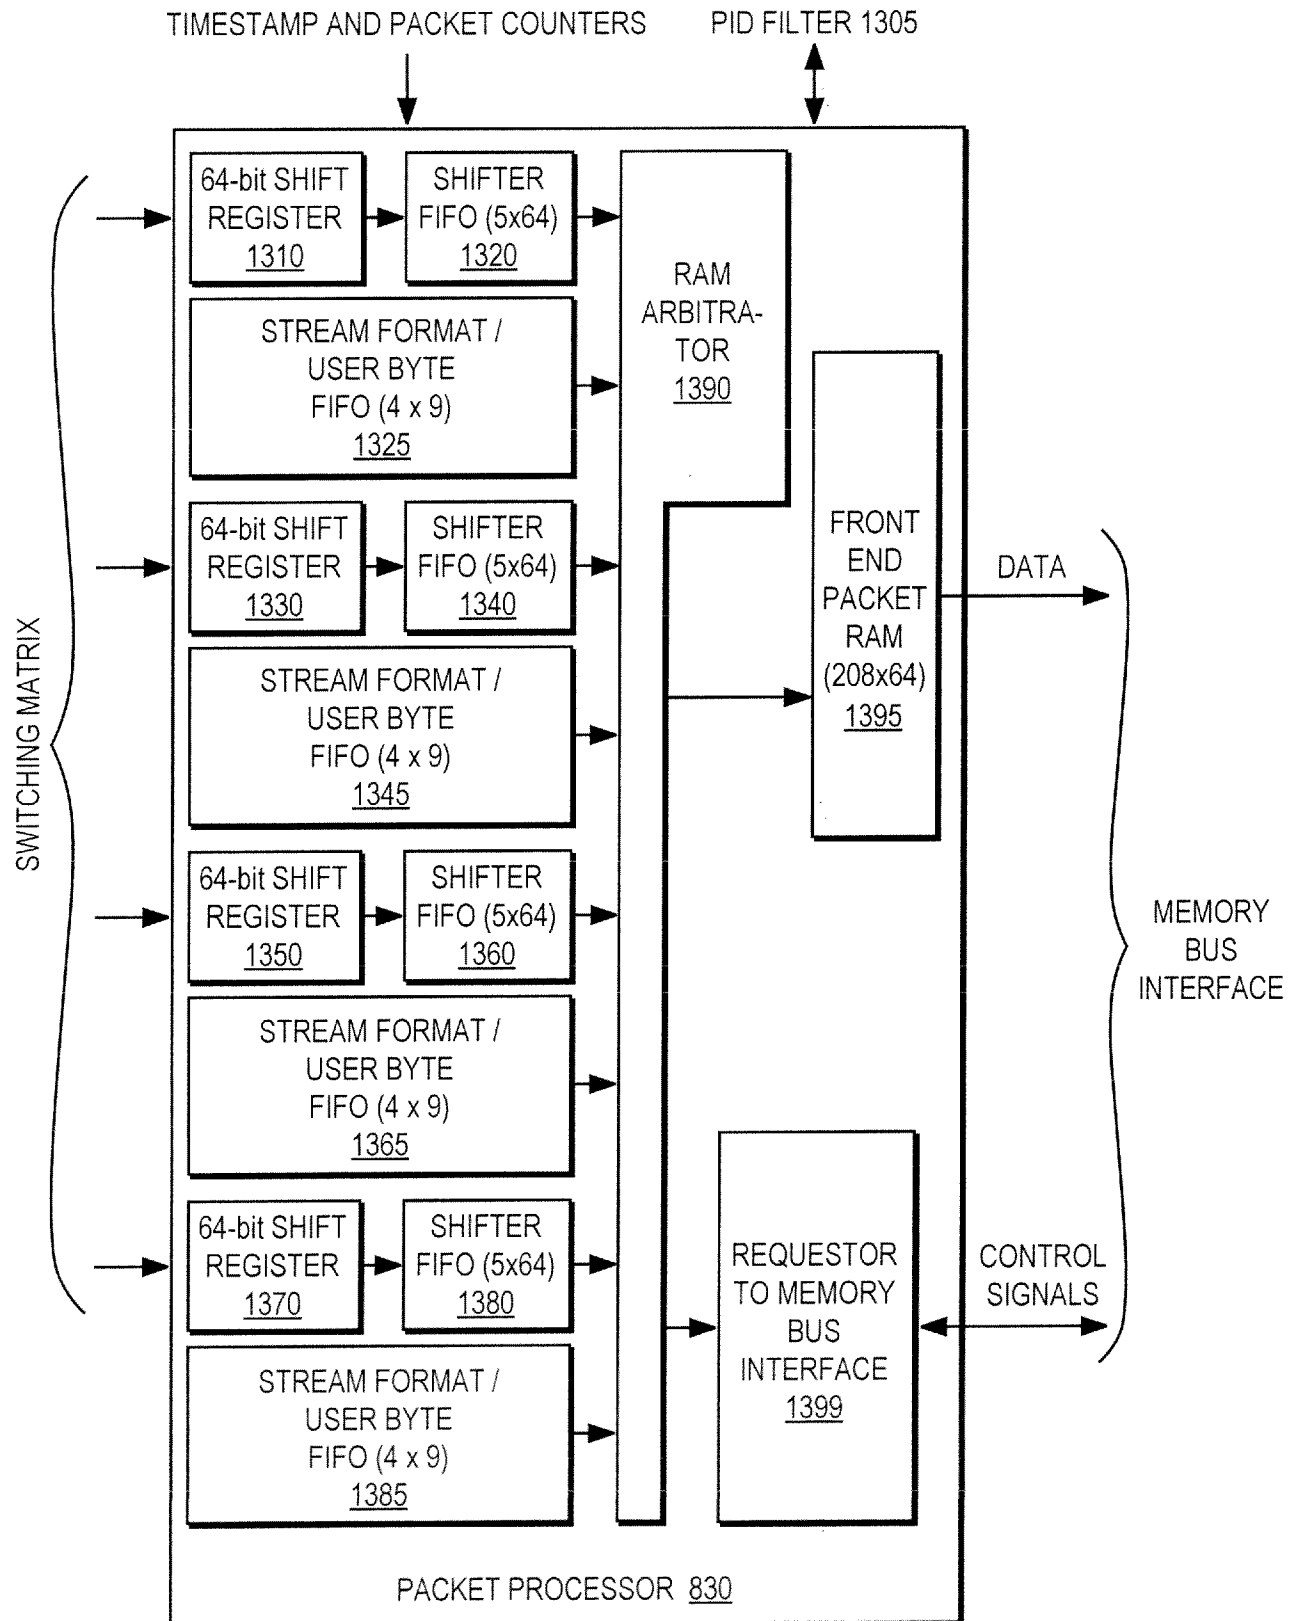 TIMESTAMP AND PACKET COUNTERS
PID FILTER 1305
SWITCHING MATRIX
64-bit SHIFT
REGISTER
1310
SHIFTER
FIFO (5x64)
1320
STREAM FORMAT /
USER BYTE
FIFO (4 x 9)
1325
64-bit SHIFT
REGISTER
1330
SHIFTER
FIFO (5x64)
1340
STREAM FORMAT /
USER BYTE
FIFO (4 x 9)
1345
64-bit SHIFT
REGISTER
1350
SHIFTER
FIFO (5x64)
1360
STREAM FORMAT /
USER BYTE
FIFO (4 x 9)
1365
64-bit SHIFT
REGISTER
1370
SHIFTER
FIFO (5x64)
1380
STREAM FORMAT /
USER BYTE
FIFO (4 x 9)
1385
RAM
ARBITRA-
TOR
1390
FRONT
END
PACKET
RAM
(208x64)
1395
REQUESTOR
TO MEMORY
BUS
INTERFACE
1399
DATA
CONTROL
SIGNALS
MEMORY
BUS
INTERFACE
PACKET PROCESSOR 830